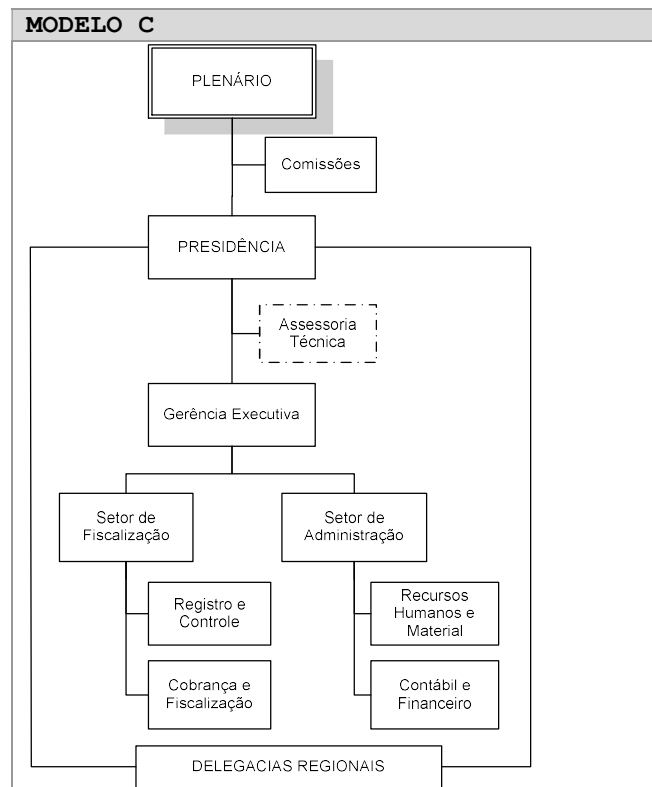 MODELO C
PLENÁRIO
Comissões
PRESIDÊNCIA
Assessoria
Técnica
Gerência Executiva
Setor de
Fiscalização
Setor de
Administração
Registro e
Controle
Recursos
Humanos e
Material
Cobrança e
Fiscalização
Contábil e
Financeiro
DELEGACIAS REGIONAIS